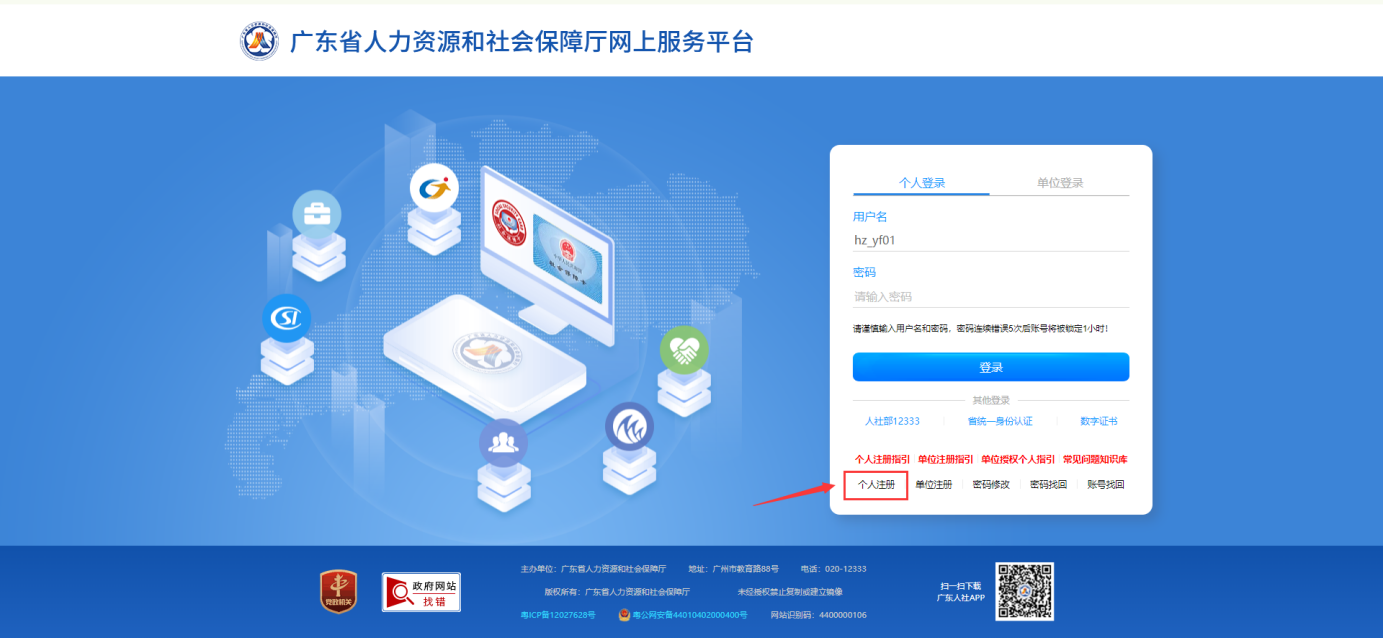 广东省人力资源和社会保障厅网上服务平台
个人登录 单位登录
用户名
hz_yf01
密码
请输入密码
请谨慎输入用户名和密码，密码连续错误5次后账号将被锁定1小时！
登录
其他登录
人社部12333 省统一身份认证 数字证书
个人注册指引 单位注册指引 单位授权个人指引 常见问题知识库
个人注册 单位注册 密码修改 密码找回 账号找回
党政机关
政府网站
找错
主办单位：广东省人力资源和社会保障厅 地址：广州市教育路88号 电话：020-12333
版权所有：广东省人力资源和社会保障厅 未经授权禁止复制或建立镜像
粤ICP备12027628号 粤公网安备44010402000400号 网站识别码：4400000106
扫一扫下载
广东人社APP